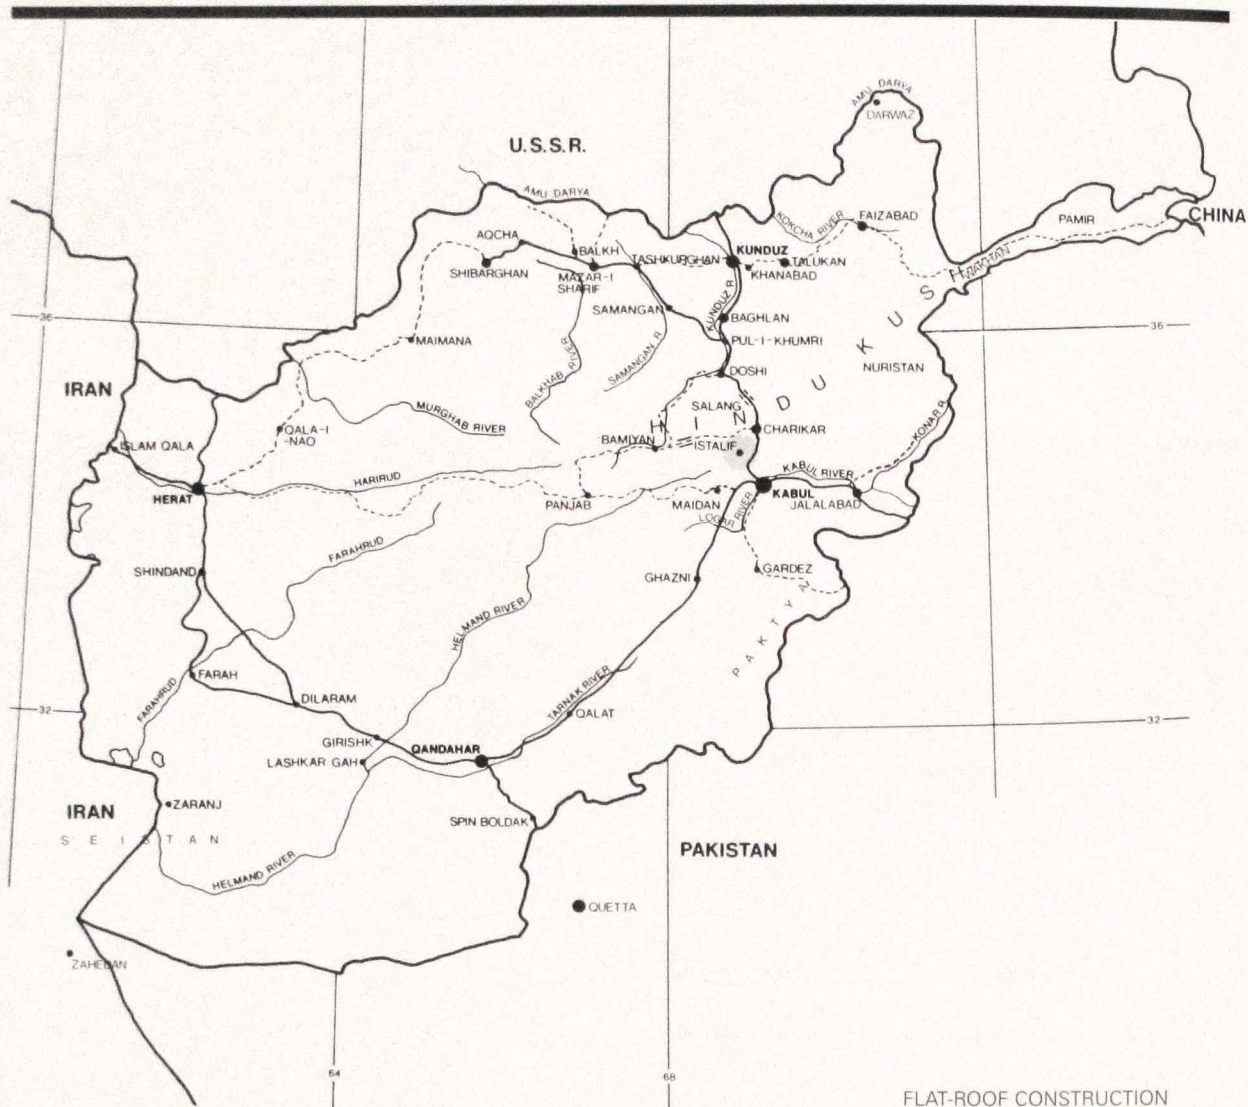 AMU DARYA
DARWAZ
U.S.S.R.
AMU DARYA
KOKCHA RIVER
FAIZABAD
PAMIR
CHINA
AQCHA
BALKH
TASHKURGHAN
KUNDUZ
TALUKAN
WAKHAN
SHIBARGHAN
MAZAR-I
SHARIF
KHANABAD
HINDU KUSH
36
SAMANGAN
KUNDUZ R.
BAGHLAN
36
MAIMANA
PUL-I-KHUMRI
BALKHAB RIVER
SAMANGAN R.
NURISTAN
DOSHI
IRAN
MURGHAB RIVER
SALANG
KONAR R.
QALA-I
-NAO
CHARIKAR
ISLAM QALA
BAMIYAN
ISTALIF
HARIRUD
KABUL RIVER
HERAT
PANJAB
MAIDAN
KABUL
JALALABAD
LOGAR RIVER
FARAHRUD
SHINDAND
GHAZNI
GARDEZ
HELMAND RIVER
PAKTYA
FARAH
FARAHRUD
DILARAM
TARNAK RIVER
QALAT
32
32
GIRISHK
QANDAHAR
LASHKAR GAH
IRAN
ZARANJ
SEISTAN
SPIN BOLDAK
PAKISTAN
HELMAND RIVER
QUETTA
ZAHEDAN
64
68
FLAT-ROOF CONSTRUCTION